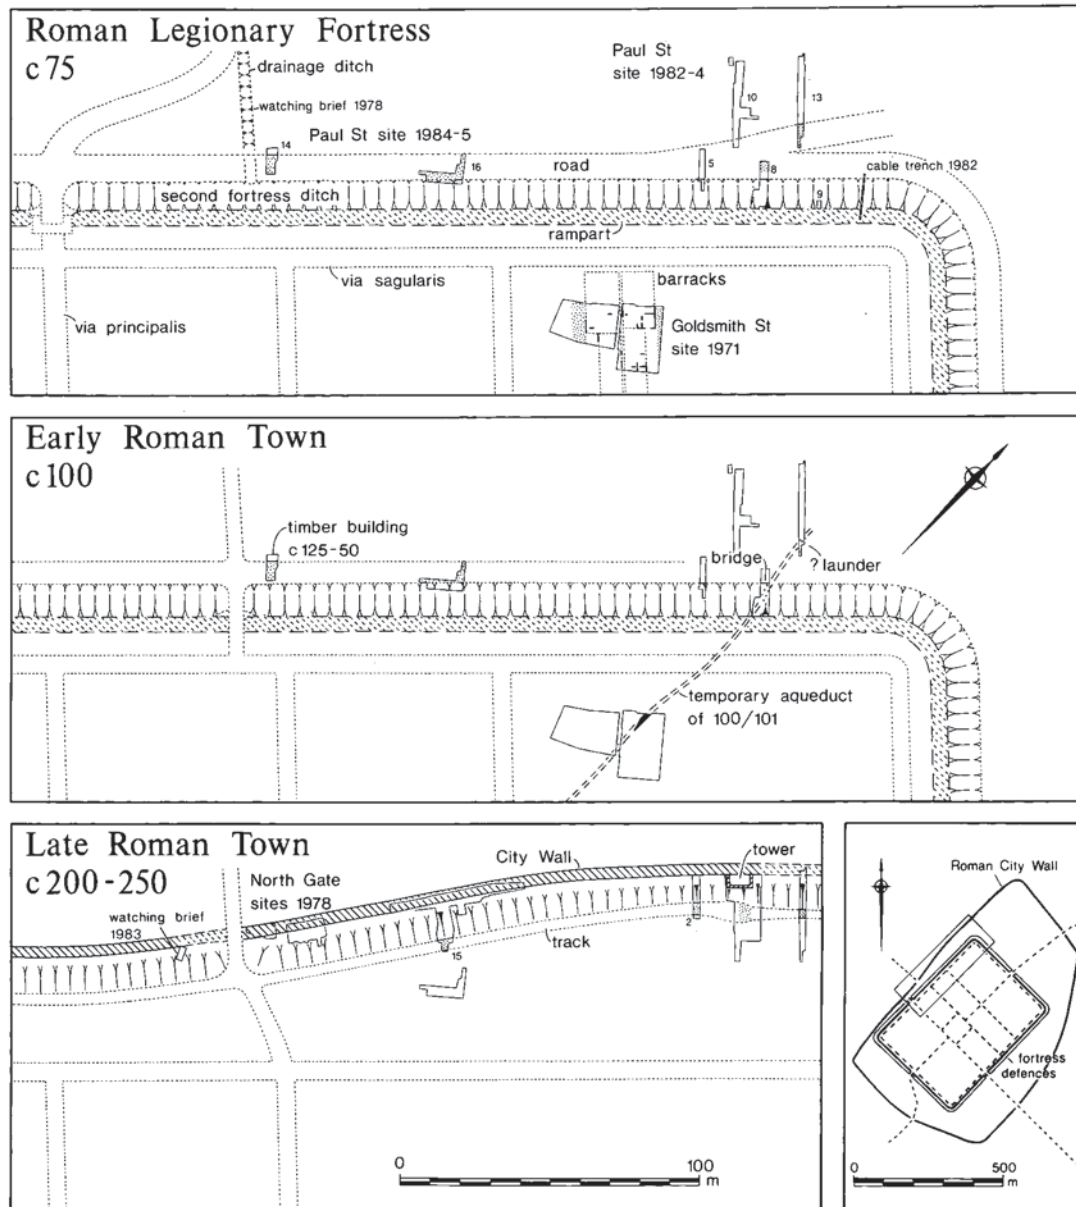 Roman Legionary Fortress
c 75
drainage ditch
watching brief 1978
Paul St site 1984-5
14
16
second fortress ditch
road
rampart
via sagularis
via principalis
barracks
Goldsmith St
site 1971
Paul St
site 1982-4
10
13
5
8
9
cable trench 1982
Early Roman Town
c 100
timber building
c 125-50
bridge
? launder
temporary aqueduct
of 100/101
Late Roman Town
c 200-250
watching brief
1983
North Gate
sites 1978
City Wall
tower
track
15
2
0
100
m
Roman City Wall
fortress
defences
0
500
m